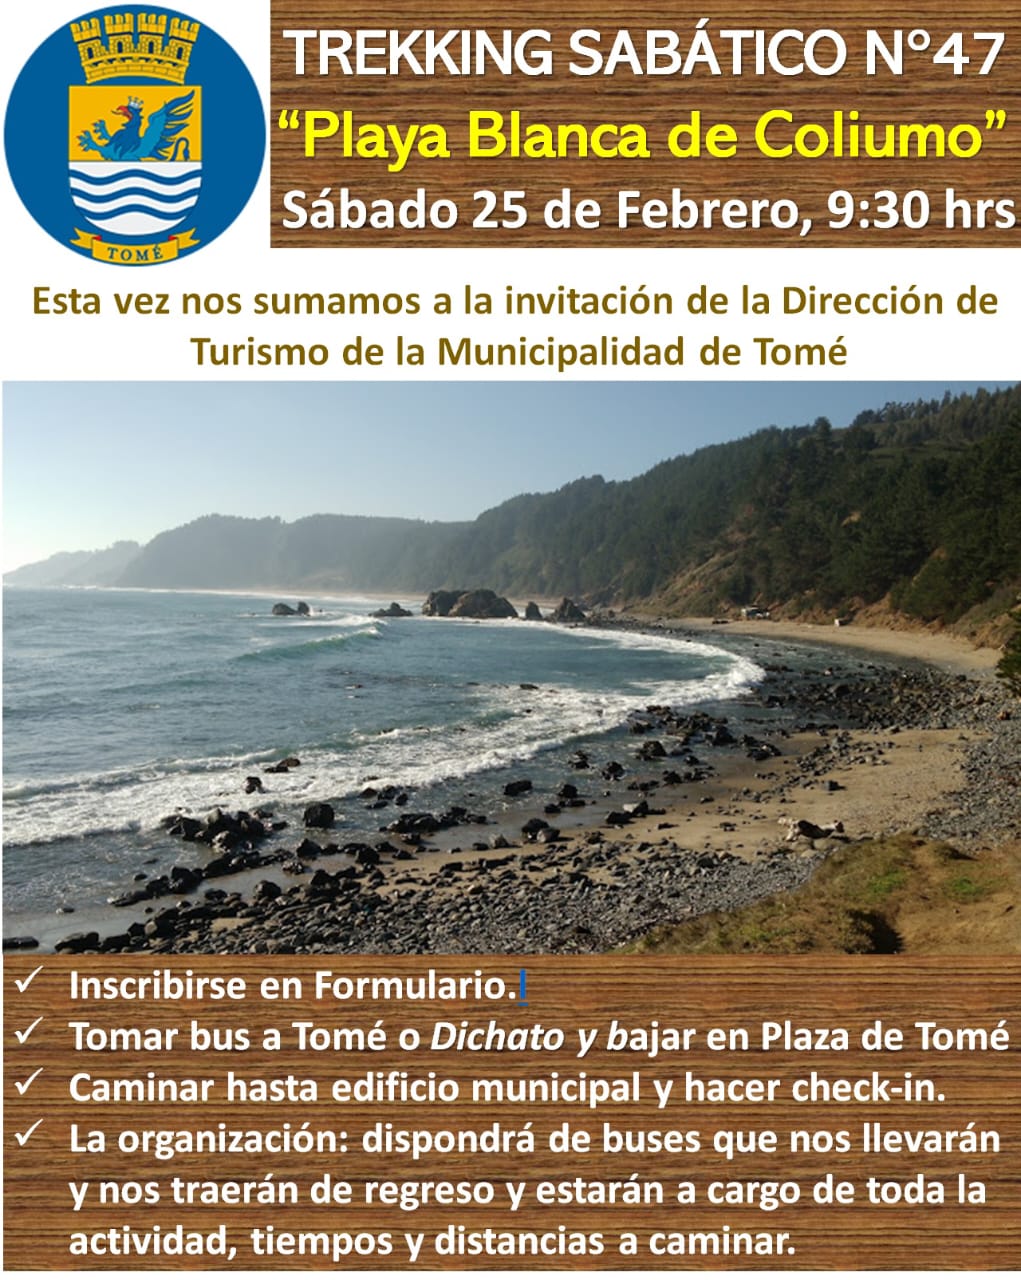 TREKKING SABÁTICO N°47
“Playa Blanca de Coliumo”
Sábado 25 de Febrero, 9:30 hrs
TOMÉ
Esta vez nos sumamos a la invitación de la Dirección de
Turismo de la Municipalidad de Tomé
✓ Inscribirse en Formulario.l
✓ Tomar bus a Tomé o Dichato y bajar en Plaza de Tomé
✓ Caminar hasta edificio municipal y hacer check-in.
✓ La organización: dispondrá de buses que nos llevarán
y nos traerán de regreso y estarán a cargo de toda la
actividad, tiempos y distancias a caminar.